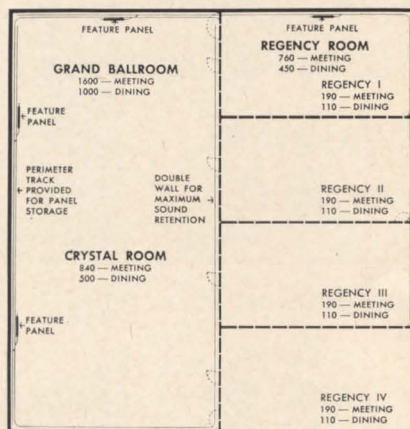 FEATURE PANEL
GRAND BALLROOM
1600 — MEETING
1000 — DINING
←FEATURE
PANEL
PERIMETER
TRACK
←PROVIDED
FOR PANEL
STORAGE
DOUBLE
WALL FOR
MAXIMUM→
SOUND
RETENTION
CRYSTAL ROOM
840 — MEETING
500 — DINING
←FEATURE
PANEL
FEATURE PANEL
REGENCY ROOM
760 — MEETING
450 — DINING
REGENCY I
190 — MEETING
110 — DINING
REGENCY II
190 — MEETING
110 — DINING
REGENCY III
190 — MEETING
110 — DINING
REGENCY IV
190 — MEETING
110 — DINING